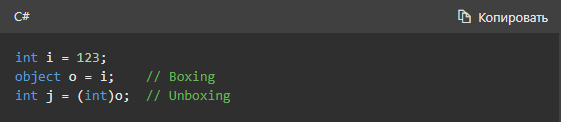 C#
Копировать
int i = 123;
object o = i;    // Boxing
int j = (int)o;  // Unboxing